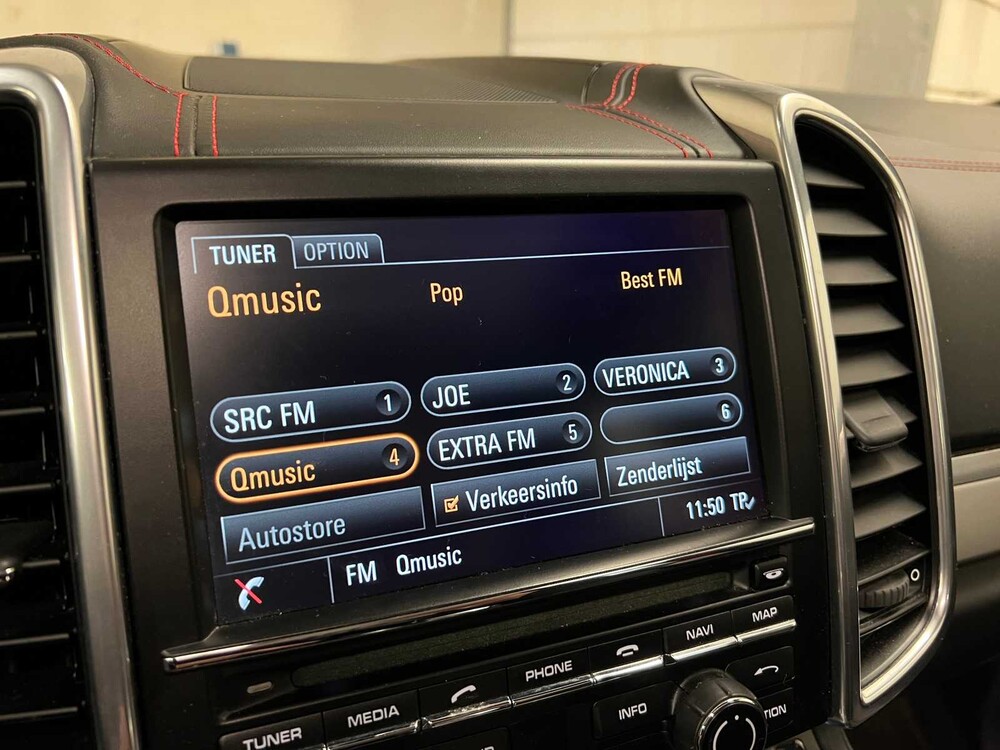 TUNER OPTION
Qmusic Pop Best FM
SRC FM 1 JOE 2 VERONICA 3
Qmusic 4 EXTRA FM 5 6
Autostore Verkeersinfo Zenderlijst
FM Qmusic 11:50 TP
TUNER MEDIA PHONE NAVI MAP
INFO